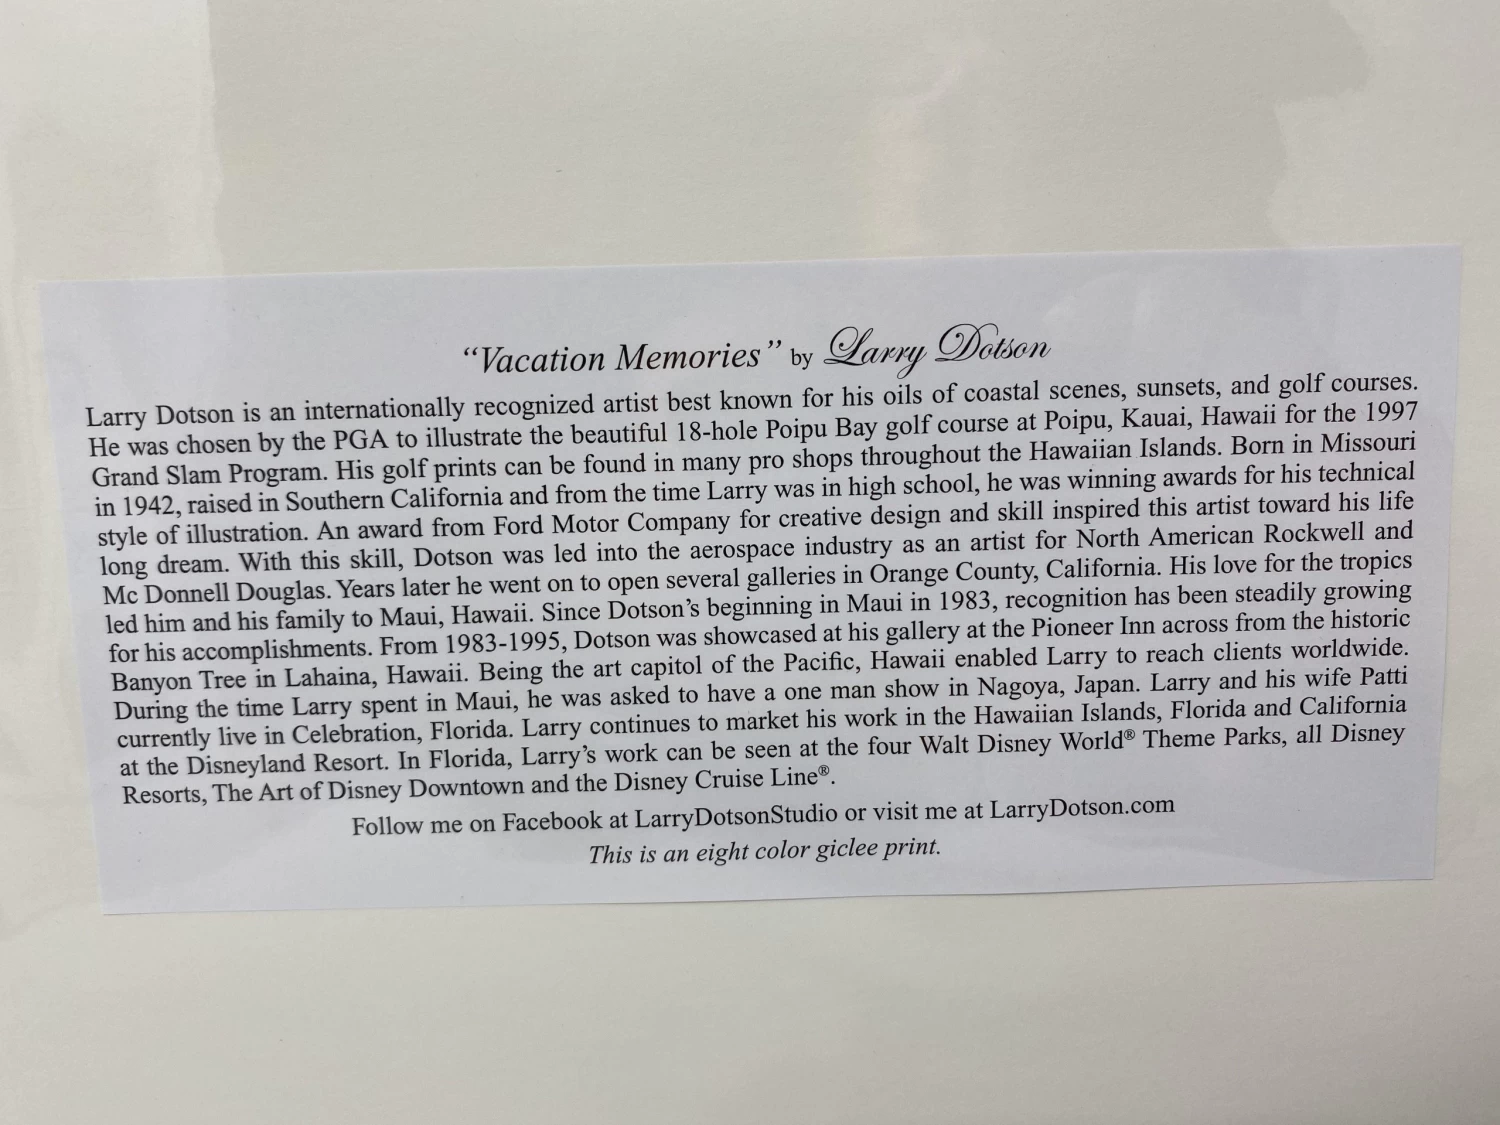 “Vacation Memories” by Larry Dotson
Larry Dotson is an internationally recognized artist best known for his oils of coastal scenes, sunsets, and golf courses.
He was chosen by the PGA to illustrate the beautiful 18-hole Poipu Bay golf course at Poipu, Kauai, Hawaii for the 1997
Grand Slam Program. His golf prints can be found in many pro shops throughout the Hawaiian Islands. Born in Missouri
in 1942, raised in Southern California and from the time Larry was in high school, he was winning awards for his technical
style of illustration. An award from Ford Motor Company for creative design and skill inspired this artist toward his life
long dream. With this skill, Dotson was led into the aerospace industry as an artist for North American Rockwell and
Mc Donnell Douglas. Years later he went on to open several galleries in Orange County, California. His love for the tropics
led him and his family to Maui, Hawaii. Since Dotson’s beginning in Maui in 1983, recognition has been steadily growing
for his accomplishments. From 1983-1995, Dotson was showcased at his gallery at the Pioneer Inn across from the historic
Banyon Tree in Lahaina, Hawaii. Being the art capitol of the Pacific, Hawaii enabled Larry to reach clients worldwide.
During the time Larry spent in Maui, he was asked to have a one man show in Nagoya, Japan. Larry and his wife Patti
currently live in Celebration, Florida. Larry continues to market his work in the Hawaiian Islands, Florida and California
at the Disneyland Resort. In Florida, Larry’s work can be seen at the four Walt Disney World® Theme Parks, all Disney
Resorts, The Art of Disney Downtown and the Disney Cruise Line®.
Follow me on Facebook at LarryDotsonStudio or visit me at LarryDotson.com
This is an eight color giclee print.